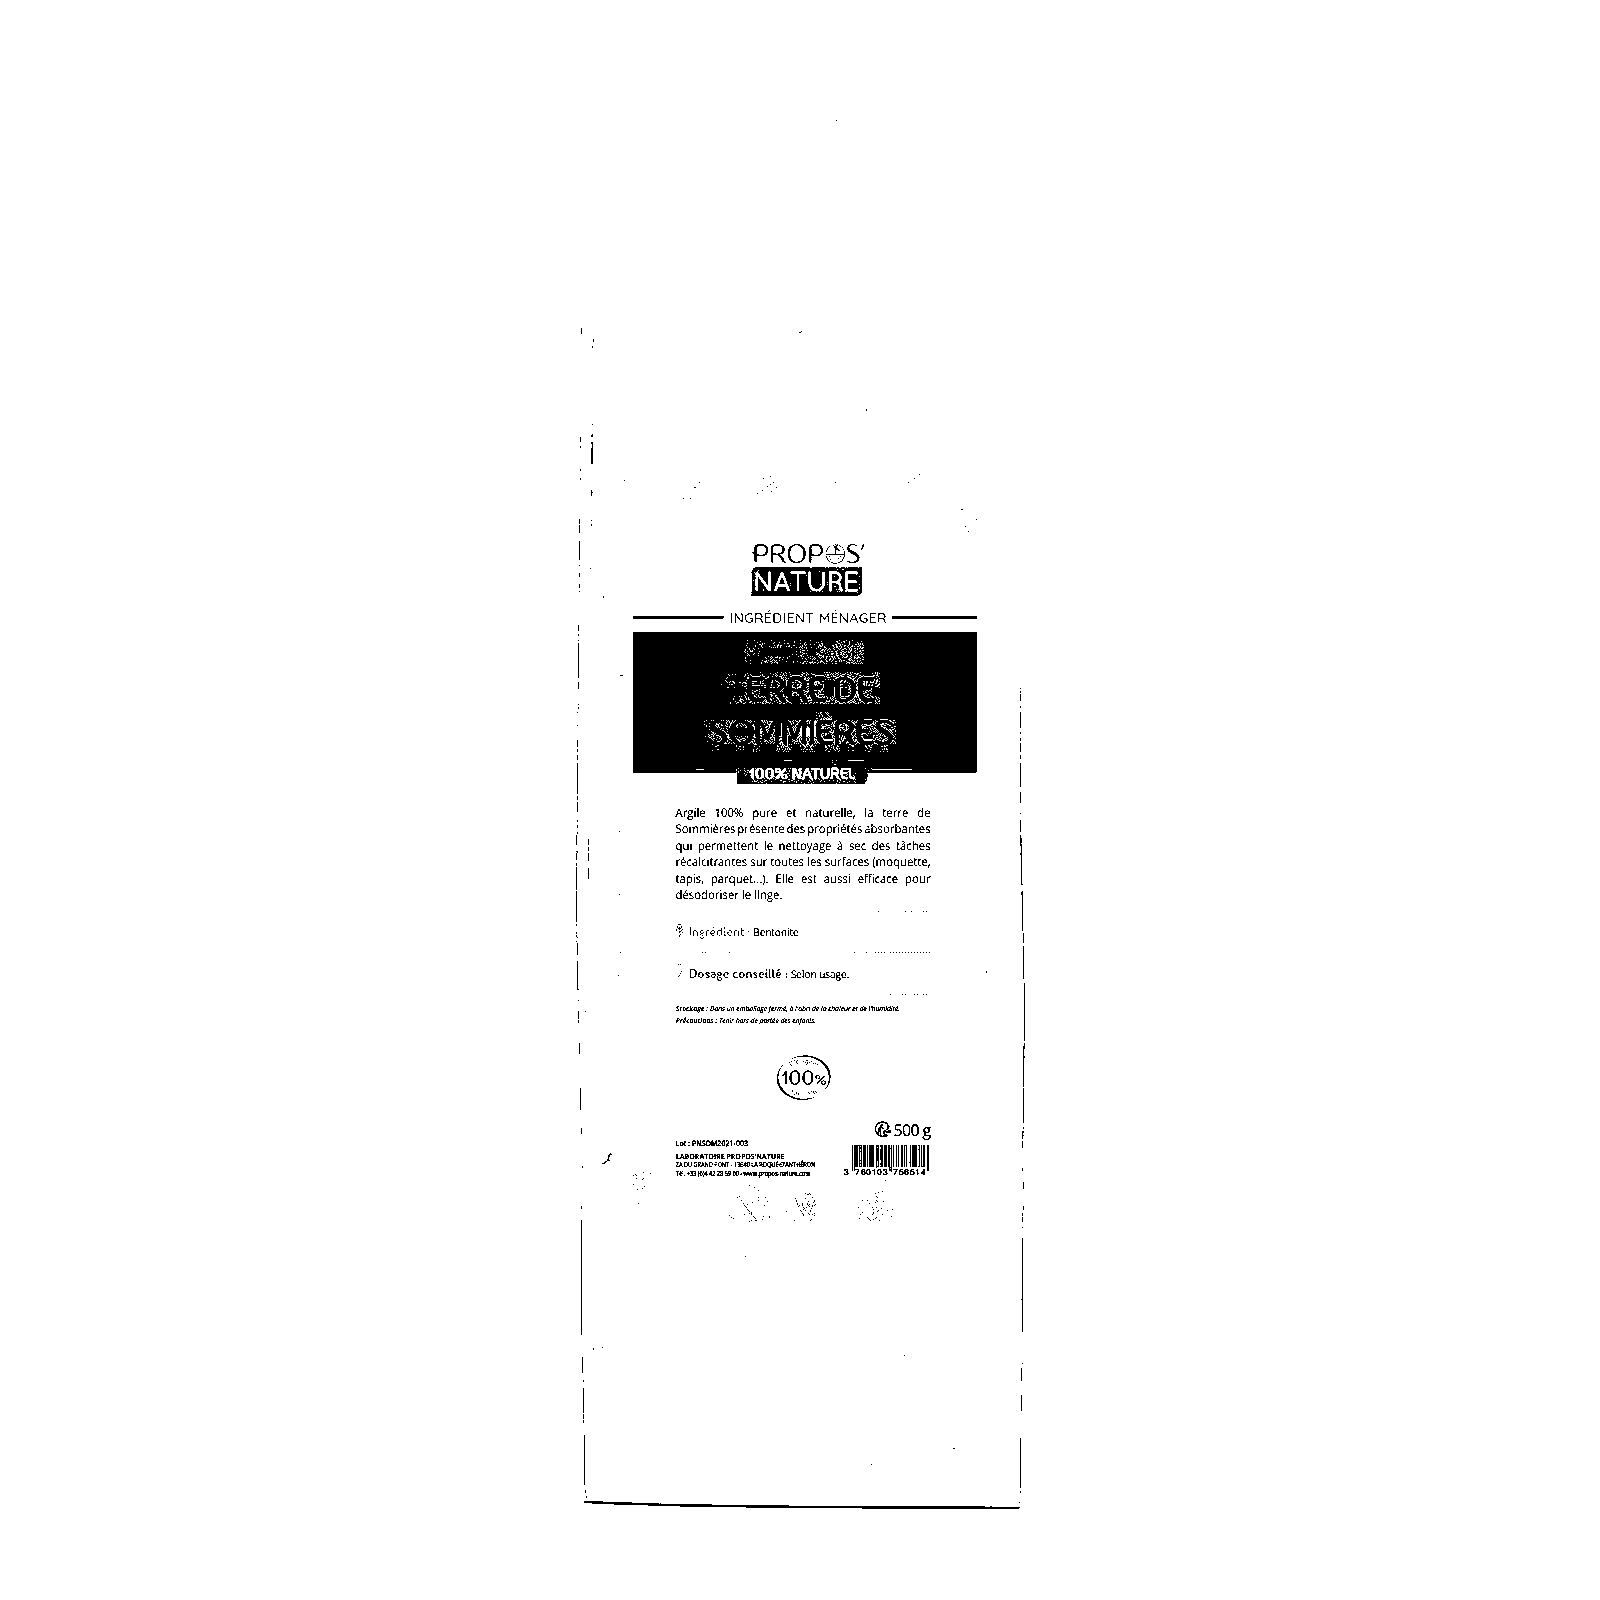 PROPOS'
NATURE
INGRÉDIENT MÉNAGER
TERRE DE
SOMMIÈRES
100% NATUREL
Argile 100% pure et naturelle, la terre de
Sommières présente des propriétés absorbantes
qui permettent le nettoyage à sec des tâches
récalcitrantes sur toutes les surfaces (moquette,
tapis, parquet...). Elle est aussi efficace pour
désodoriser le linge.
Ingrédient : Bentonite
Dosage conseillé : Selon usage.
Stockage : Dans un emballage fermé, à l'abri de la chaleur et de l'humidité.
Précautions : Tenir hors de portée des enfants.
100%
500 g
Lot : PNSOM2021-003
LABORATOIRE PROPOS'NATURE
ZA DU GRAND PONT - 13640 LA ROQUE D'ANTHÉRON
Tél. +33 (0)4 42 28 59 60 - www.propos-nature.com
3 760103 756514